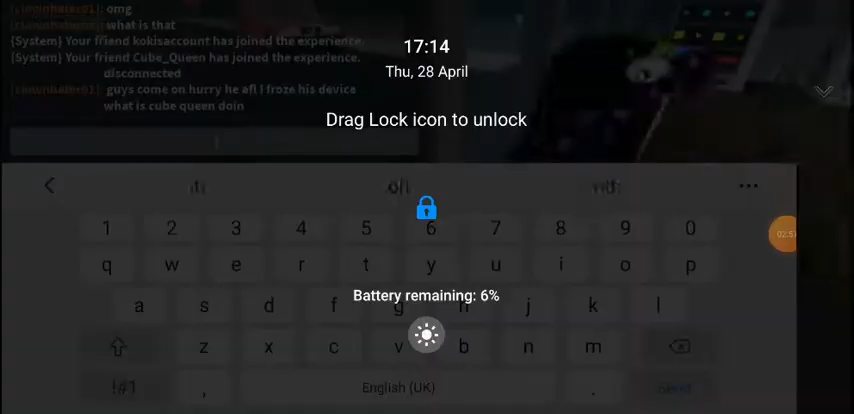 omg
what is that
{System} Your friend kokisaccount has joined the experience.
{System} Your friend Cube_Queen has joined the experience.
disconnected
guys come on hurry he afl I froze his device
what is cube queen doin
17:14
Thu, 28 April
Drag Lock icon to unlock
1 2 3 4 5 6 7 8 9 0
q w e r t y u i o p
02:51
Battery remaining: 6%
a s d f g h j k l
z x c v b n m
!#1 , English (UK) . Send